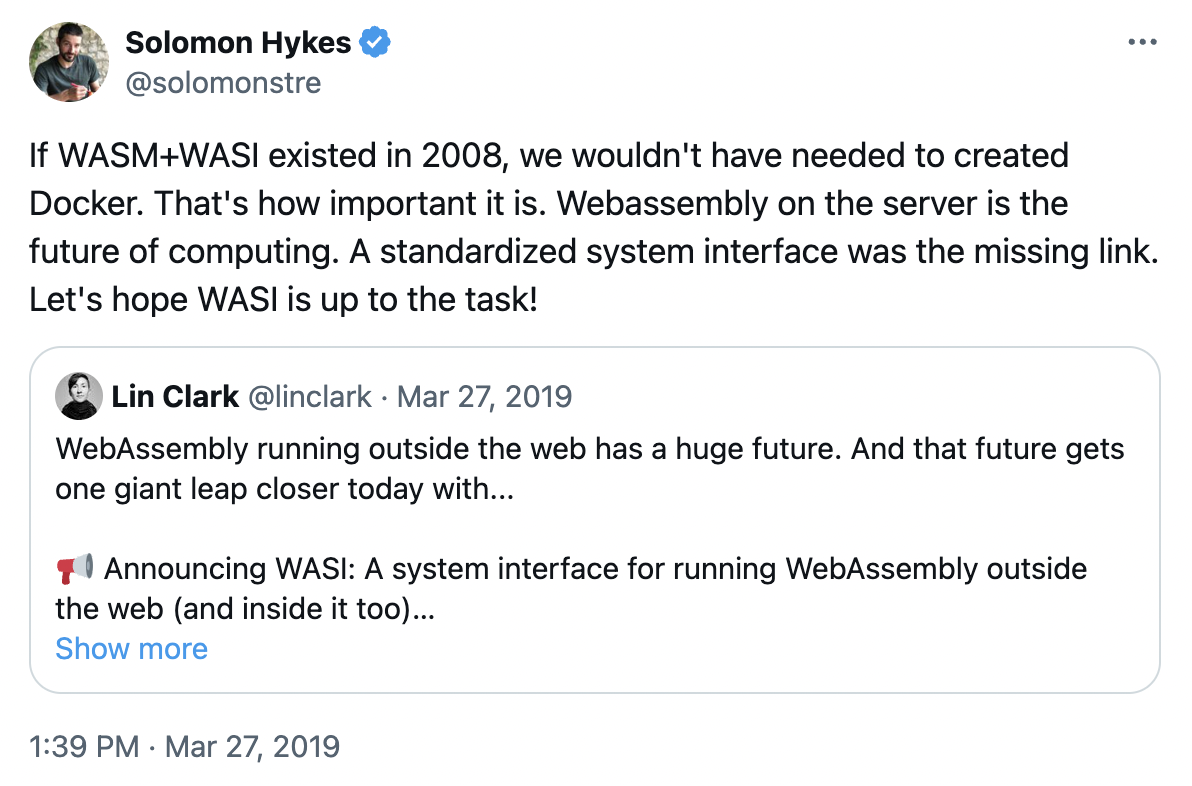 Solomon Hykes
@solomonstre
If WASM+WASI existed in 2008, we wouldn't have needed to created
Docker. That's how important it is. Webassembly on the server is the
future of computing. A standardized system interface was the missing link.
Let's hope WASI is up to the task!
Lin Clark @linclark · Mar 27, 2019
WebAssembly running outside the web has a huge future. And that future gets
one giant leap closer today with...
📢 Announcing WASI: A system interface for running WebAssembly outside
the web (and inside it too)...
Show more
1:39 PM · Mar 27, 2019